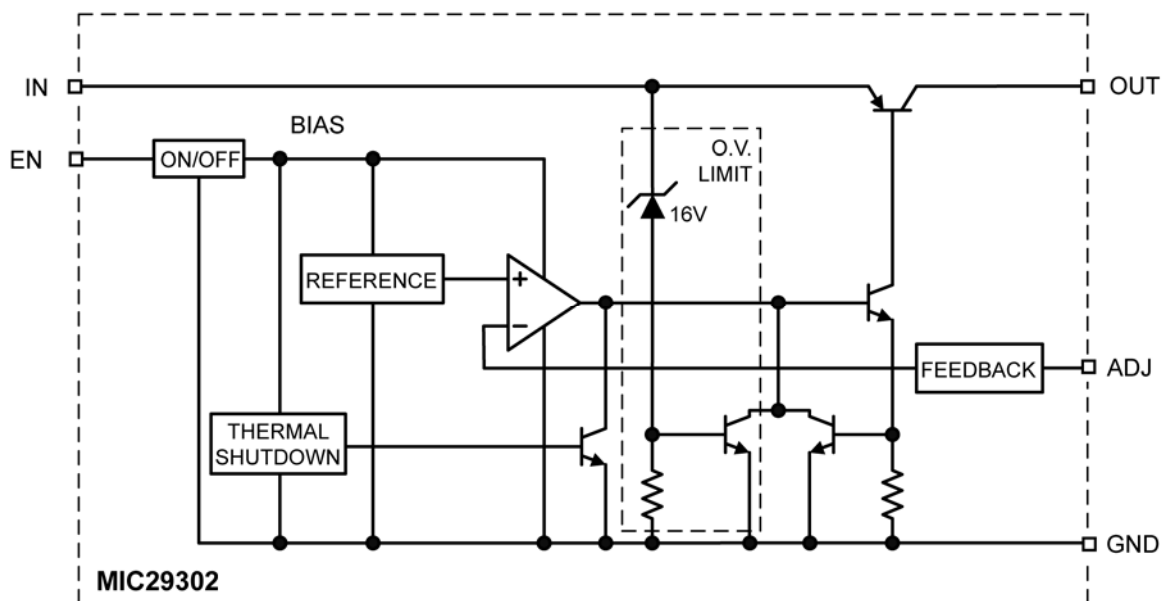 IN
OUT
BIAS
EN
ON/OFF
O.V.
LIMIT
16V
REFERENCE
+
−
FEEDBACK
ADJ
THERMAL
SHUTDOWN
GND
MIC29302